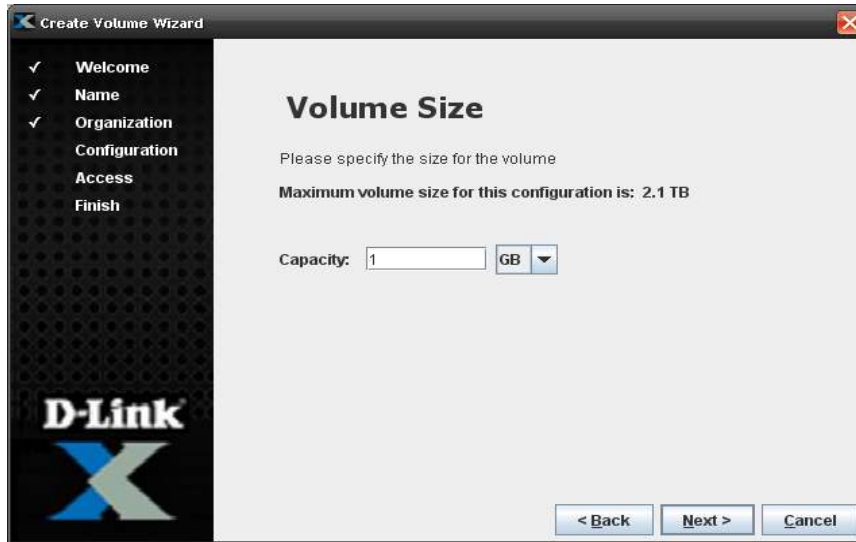 Create Volume Wizard
✓ Welcome
✓ Name
✓ Organization
Configuration
Access
Finish
D-Link
Volume Size
Please specify the size for the volume
Maximum volume size for this configuration is: 2.1 TB
Capacity: 1 GB
< Back Next > Cancel